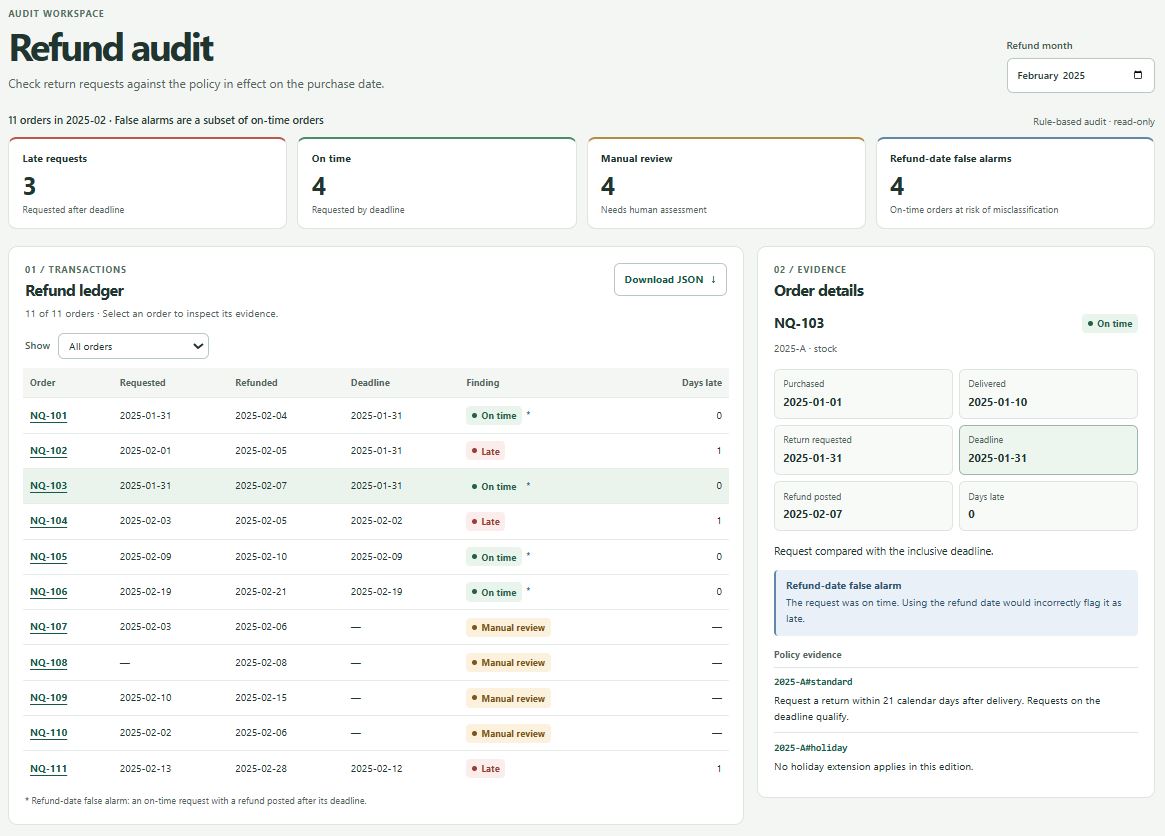 AUDIT WORKSPACE
Refund audit
Check return requests against the policy in effect on the purchase date.
Refund month
February 2025
11 orders in 2025-02 · False alarms are a subset of on-time orders
Rule-based audit · read-only
Late requests
3
Requested after deadline
On time
4
Requested by deadline
Manual review
4
Needs human assessment
Refund-date false alarms
4
On-time orders at risk of misclassification
01 / TRANSACTIONS
Refund ledger
11 of 11 orders · Select an order to inspect its evidence.
Download JSON ↓
Show All orders
Order Requested Refunded Deadline Finding Days late
NQ-101 2025-01-31 2025-02-04 2025-01-31 On time * 0
NQ-102 2025-02-01 2025-02-05 2025-01-31 Late 1
NQ-103 2025-01-31 2025-02-07 2025-01-31 On time * 0
NQ-104 2025-02-03 2025-02-05 2025-02-02 Late 1
NQ-105 2025-02-09 2025-02-10 2025-02-09 On time * 0
NQ-106 2025-02-19 2025-02-21 2025-02-19 On time * 0
NQ-107 2025-02-03 2025-02-06 — Manual review —
NQ-108 — 2025-02-08 — Manual review —
NQ-109 2025-02-10 2025-02-15 — Manual review —
NQ-110 2025-02-02 2025-02-06 — Manual review —
NQ-111 2025-02-13 2025-02-28 2025-02-12 Late 1
* Refund-date false alarm: an on-time request with a refund posted after its deadline.
02 / EVIDENCE
Order details
NQ-103 On time
2025-A · stock
Purchased
2025-01-01
Delivered
2025-01-10
Return requested
2025-01-31
Deadline
2025-01-31
Refund posted
2025-02-07
Days late
0
Request compared with the inclusive deadline.
Refund-date false alarm
The request was on time. Using the refund date would incorrectly flag it as
late.
Policy evidence
2025-A#standard
Request a return within 21 calendar days after delivery. Requests on the
deadline qualify.
2025-A#holiday
No holiday extension applies in this edition.